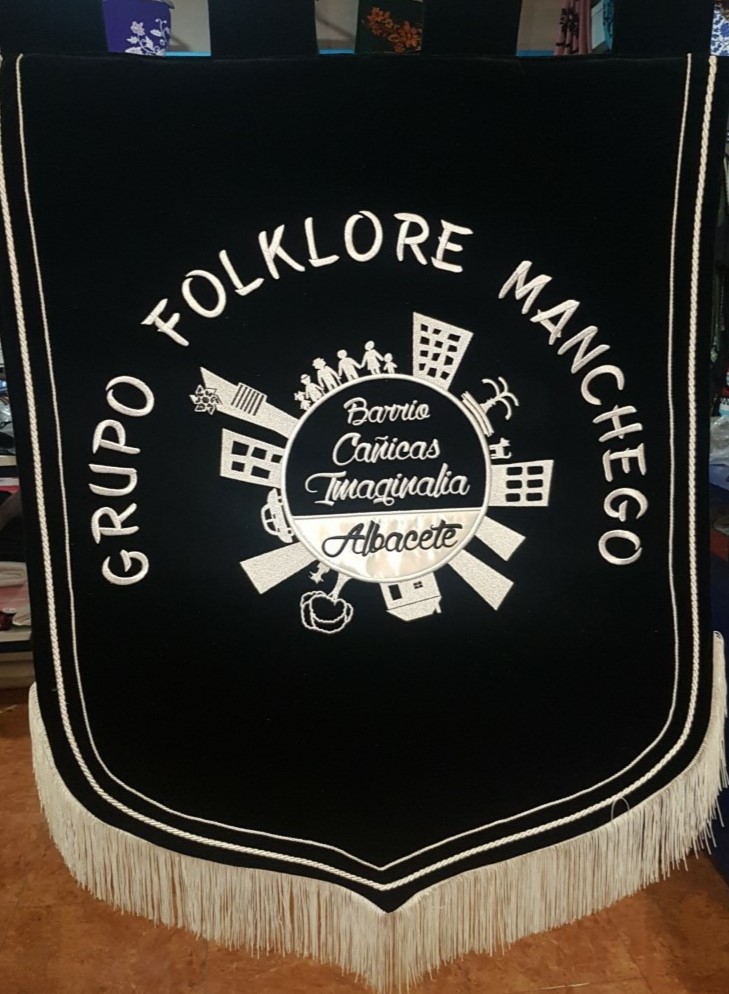 GRUPO FOLKLORE MANCHEGO
Barrio
Cañicas
Imaginalia
Albacete